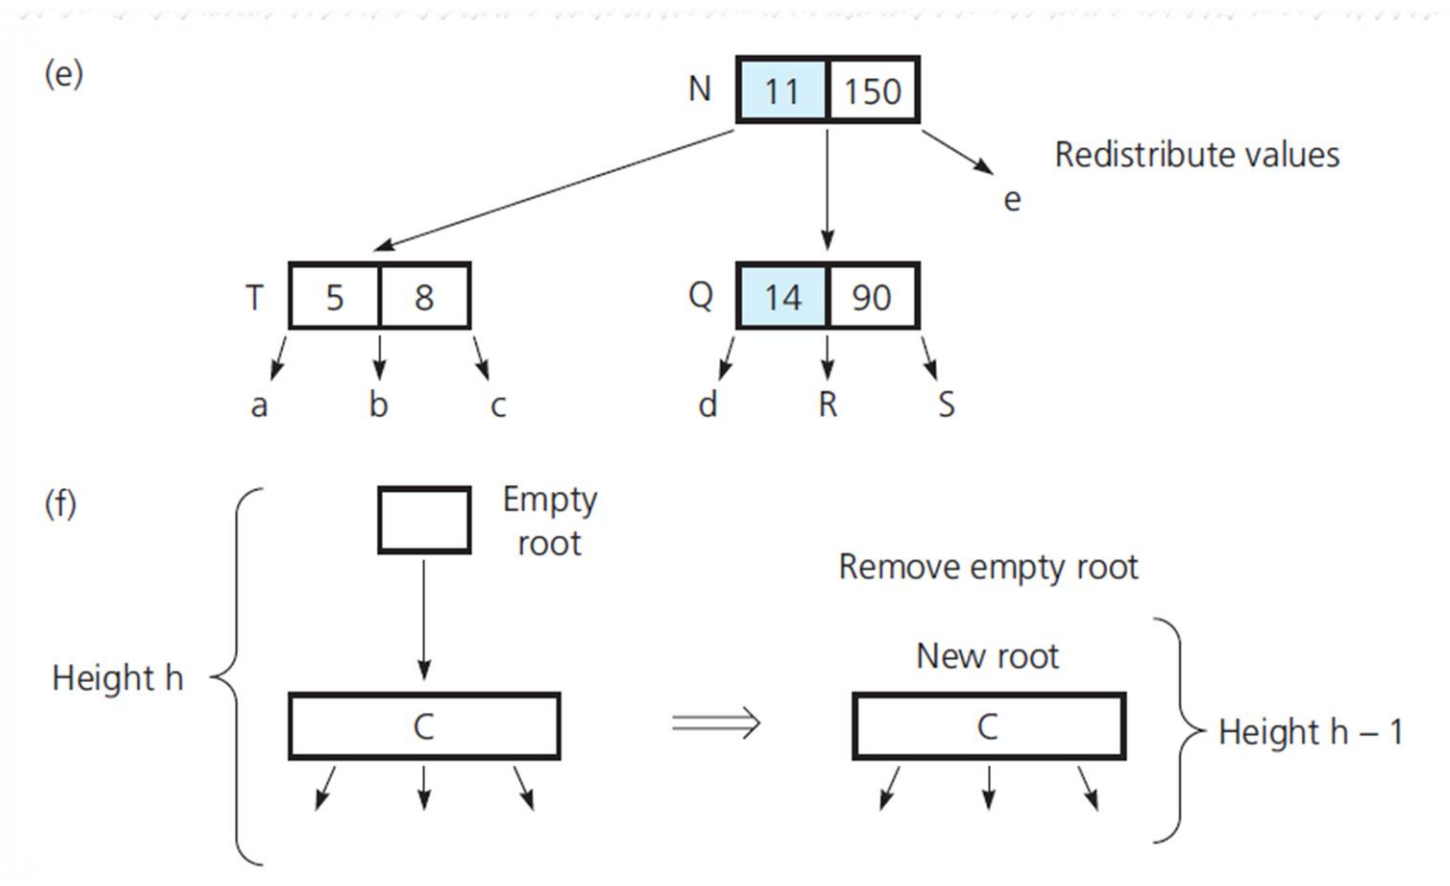 (e)
N 11 150
Redistribute values
e
T 5 8
Q 14 90
a b c
d R S
(f)
Empty
root
Remove empty root
New root
Height h
C
C
Height h – 1